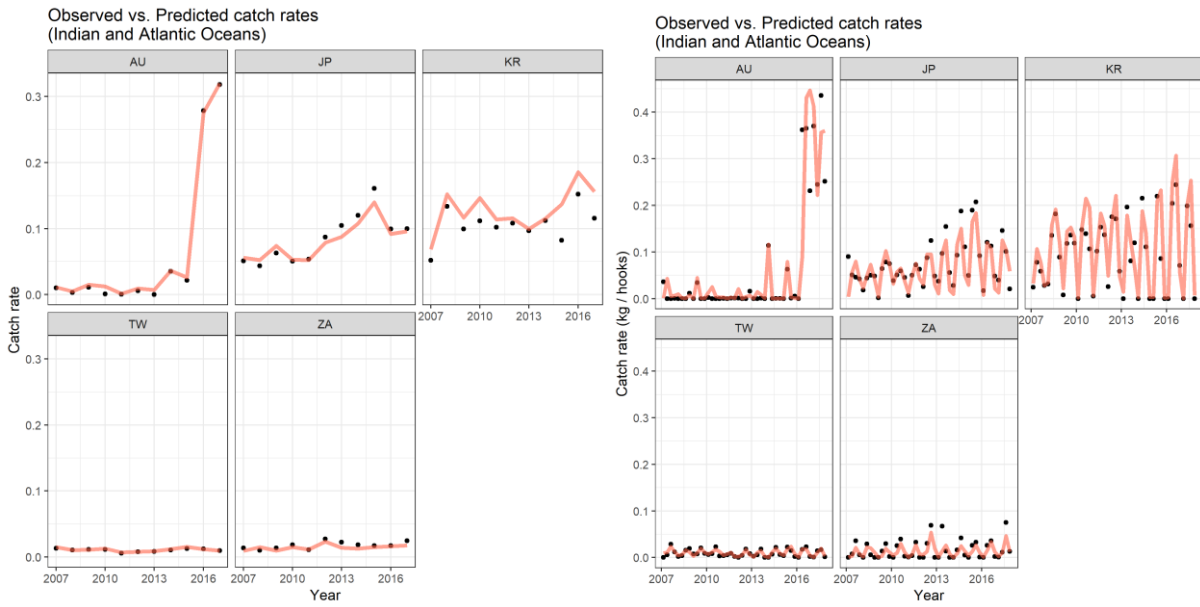 Observed vs. Predicted catch rates
(Indian and Atlantic Oceans)
AU
JP
KR
0.3
0.2
0.1
0.0
2007 2010 2013 2016
TW
ZA
0.3
0.2
0.1
0.0
2007 2010 2013 2016
2007 2010 2013 2016
Catch rate
Year
Observed vs. Predicted catch rates
(Indian and Atlantic Oceans)
AU
JP
KR
0.4
0.3
0.2
0.1
0.0
2007 2010 2013 2016
TW
ZA
0.4
0.3
0.2
0.1
0.0
2007 2010 2013 2016
2007 2010 2013 2016
Catch rate (kg / hooks)
Year